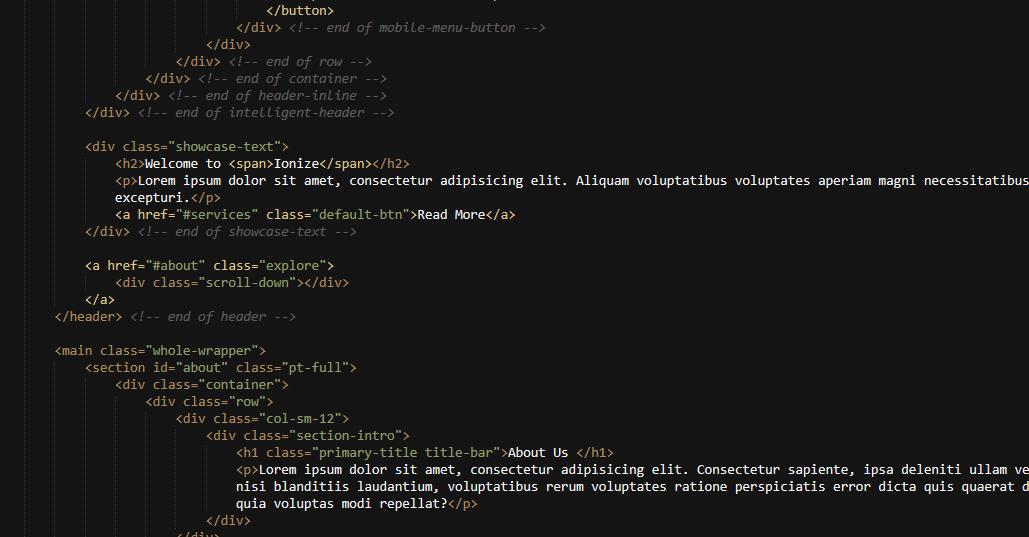 </button>
</div> <!-- end of mobile-menu-button -->
</div>
</div> <!-- end of row -->
</div> <!-- end of container -->
</div> <!-- end of header-inline -->
</div> <!-- end of intelligent-header -->
<div class="showcase-text">
<h2>Welcome to <span>Ionize</span></h2>
<p>Lorem ipsum dolor sit amet, consectetur adipisicing elit. Aliquam voluptatibus voluptates aperiam magni necessitatibus
excepturi.</p>
<a href="#services" class="default-btn">Read More</a>
</div> <!-- end of showcase-text -->
<a href="#about" class="explore">
<div class="scroll-down"></div>
</a>
</header> <!-- end of header -->
<main class="whole-wrapper">
<section id="about" class="pt-full">
<div class="container">
<div class="row">
<div class="col-sm-12">
<div class="section-intro">
<h1 class="primary-title title-bar">About Us </h1>
<p>Lorem ipsum dolor sit amet, consectetur adipisicing elit. Consectetur sapiente, ipsa deleniti ullam ve
nisi blanditiis laudantium, voluptatibus rerum voluptates ratione perspiciatis error dicta quis quaerat d
quia voluptas modi repellat?</p>
</div>
</div>